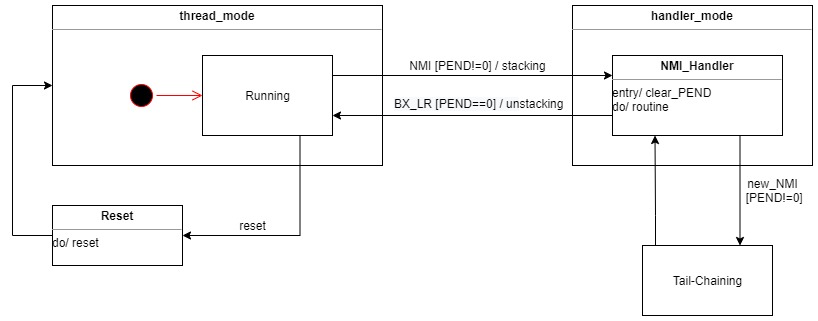 thread_mode
handler_mode
Running
NMI [PEND!=0] / stacking
BX_LR [PEND==0] / unstacking
NMI_Handler
entry/ clear_PEND
do/ routine
new_NMI
[PEND!=0]
Reset
do/ reset
reset
Tail-Chaining